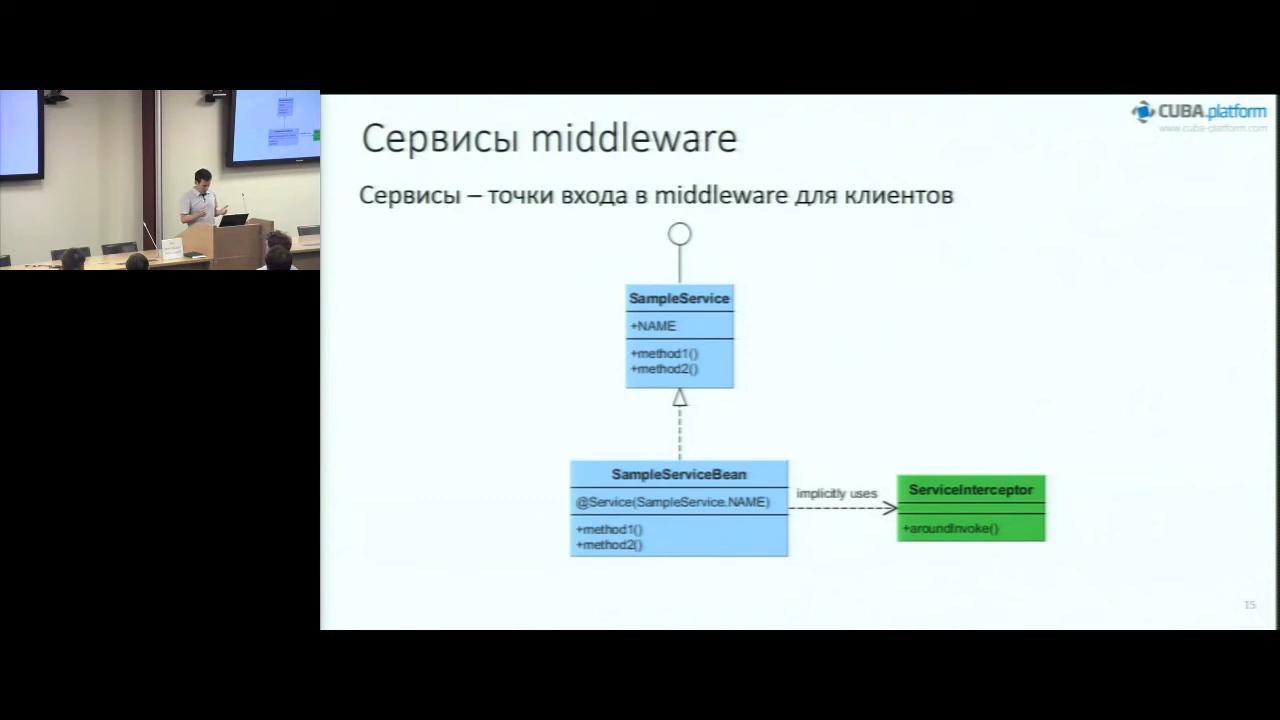 CUBA.platform
www.cuba-platform.com
Сервисы middleware
Сервисы – точки входа в middleware для клиентов
SampleService
+NAME
+method1()
+method2()
SampleServiceBean
@Service(SampleService.NAME)
+method1()
+method2()
implicitly uses
ServiceInterceptor
+aroundInvoke()
15